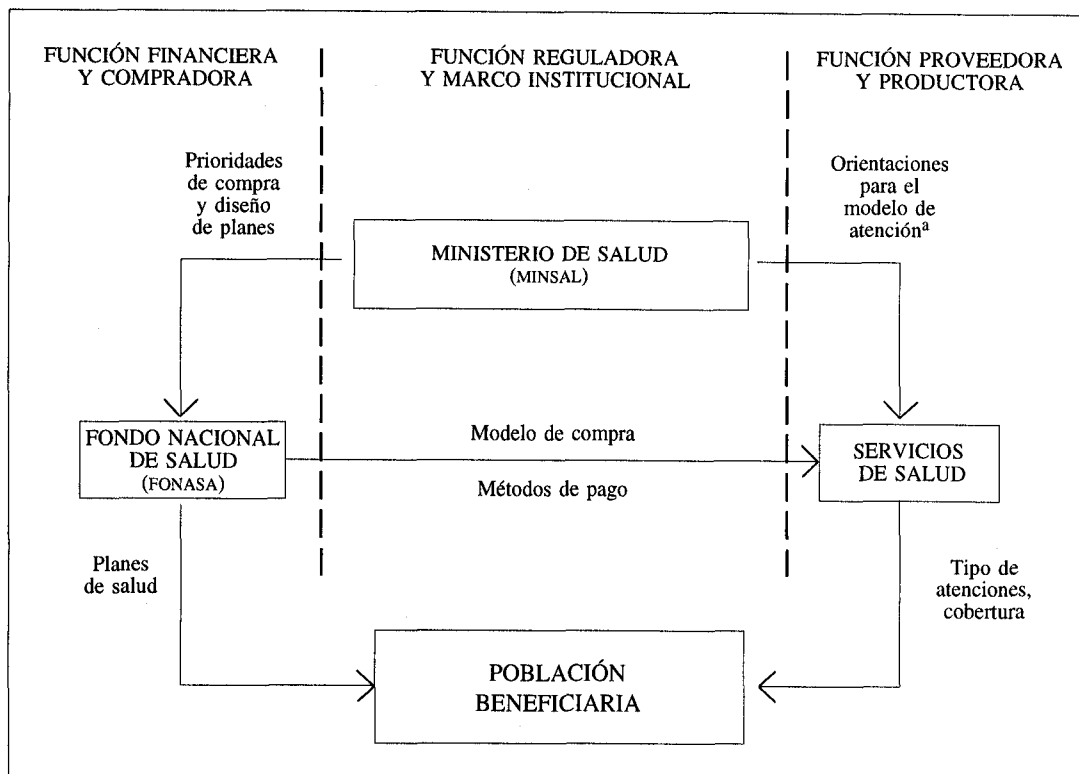 FUNCIÓN FINANCIERA
Y COMPRADORA
FUNCIÓN REGULADORA
Y MARCO INSTITUCIONAL
FUNCIÓN PROVEEDORA
Y PRODUCTORA
Prioridades
de compra
y diseño
de planes
Orientaciones
para el
modelo de
atenciónª
MINISTERIO DE SALUD
(MINSAL)
FONDO NACIONAL
DE SALUD
(FONASA)
Modelo de compra
Métodos de pago
SERVICIOS
DE SALUD
Planes
de salud
Tipo de
atenciones,
cobertura
POBLACIÓN
BENEFICIARIA